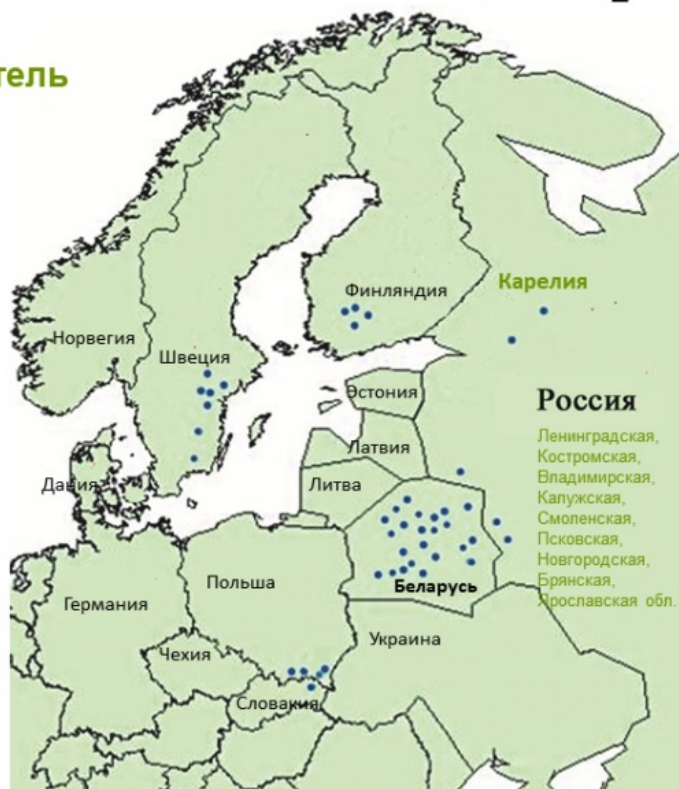 тель
Финляндия
Карелия
Норвегия
Швеция
Эстония
Россия
Латвия
Дания
Литва
Ленинградская,
Костромская,
Владимирская,
Калужская,
Смоленская,
Псковская,
Новгородская,
Брянская,
Ярославская обл.
Польша
Беларусь
Германия
Украина
Чехия
Словакия